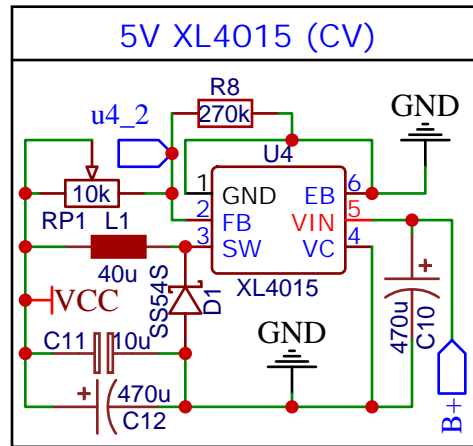 5V XL4015 (CV)
R8
270k
u4_2
GND
U4
1 GND EB 6
10k
2 FB VIN 5
RP1 L1
3 SW VC 4
40u
SS54S
D1
XL4015
VCC
GND
470u
C10
C11 10u
470u
C12
B+